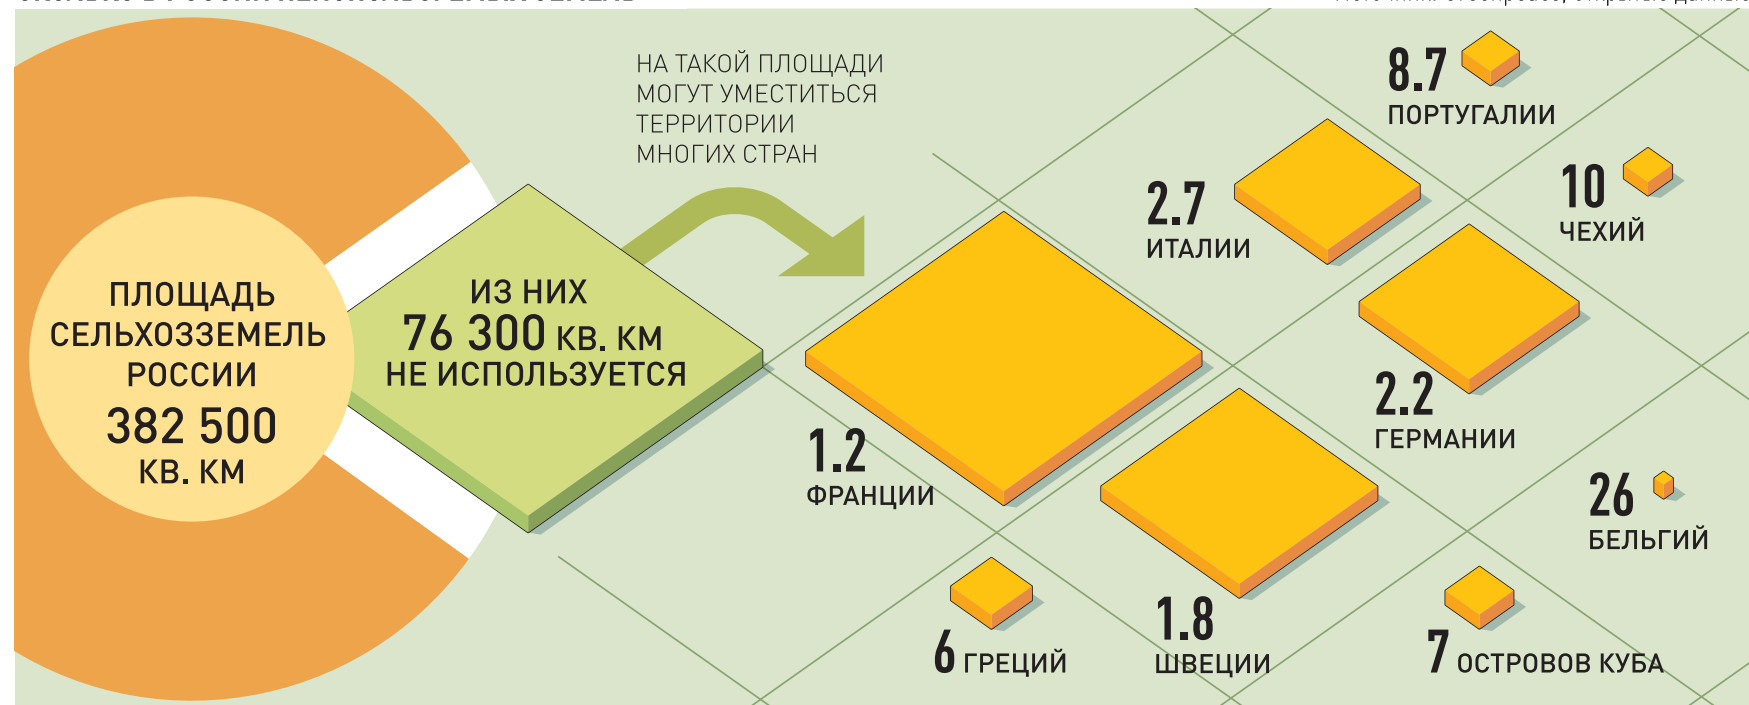 НА ТАКОЙ ПЛОЩАДИ
МОГУТ УМЕСТИТЬСЯ
ТЕРРИТОРИИ
МНОГИХ СТРАН
ПЛОЩАДЬ
СЕЛЬХОЗЗЕМЕЛЬ
РОССИИ
382 500
КВ. КМ
ИЗ НИХ
76 300 КВ. КМ
НЕ ИСПОЛЬЗУЕТСЯ
8.7
ПОРТУГАЛИИ
2.7
ИТАЛИИ
10
ЧЕХИЙ
1.2
ФРАНЦИИ
2.2
ГЕРМАНИИ
26
БЕЛЬГИЙ
6 ГРЕЦИЙ
1.8
ШВЕЦИИ
7 ОСТРОВОВ КУБА